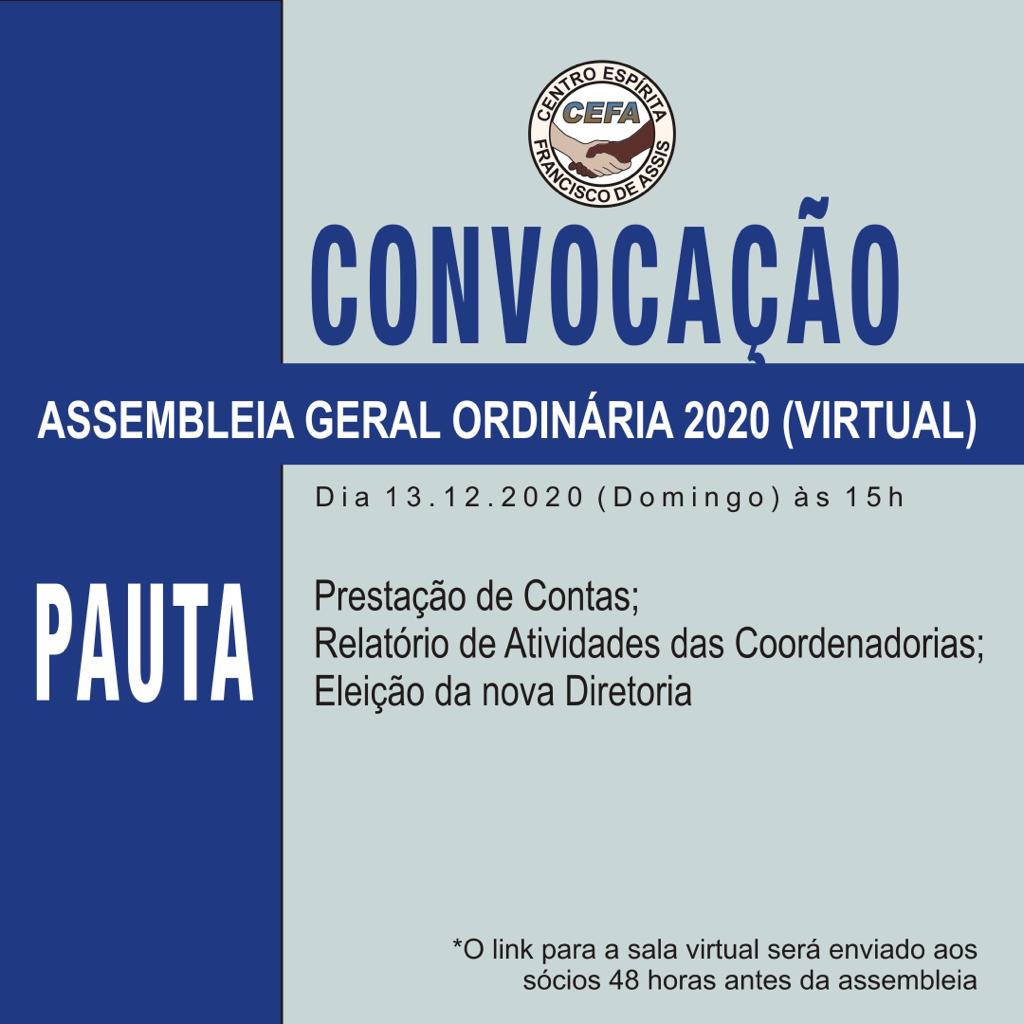 CENTRO ESPÍRITA
CEFA
FRANCISCO DE ASSIS
CONVOCAÇÃO
ASSEMBLEIA GERAL ORDINÁRIA 2020 (VIRTUAL)
Dia 13.12.2020 (Domingo) às 15h
PAUTA
Prestação de Contas;
Relatório de Atividades das Coordenadorias;
Eleição da nova Diretoria
*O link para a sala virtual será enviado aos
sócios 48 horas antes da assembleia